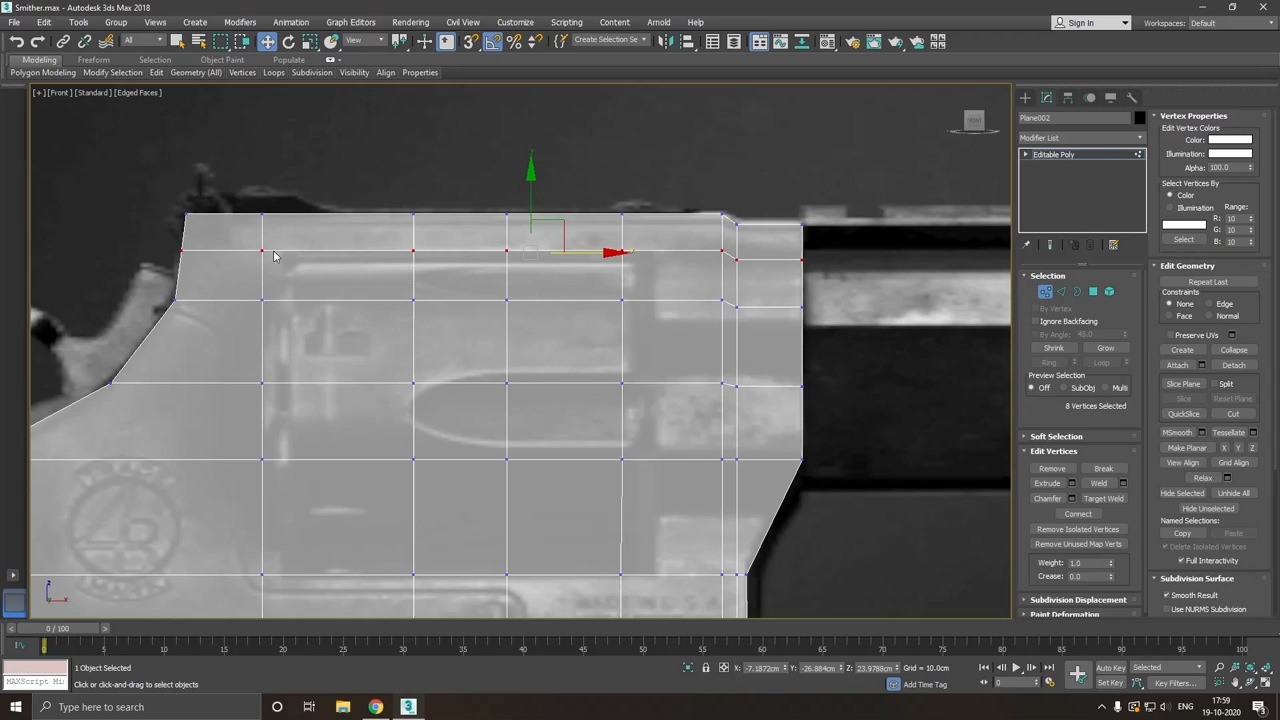 Smither.max - Autodesk 3ds Max 2018
File Edit Tools Group Views Create Modifiers Animation Graph Editors Rendering Civil View Customize Scripting Content Arnold Help
Sign In Workspaces: Default
All View Create Selection Se
Modeling Freeform Selection Object Paint Populate
Polygon Modeling Modify Selection Edit Geometry (All) Vertices Loops Subdivision Visibility Align Properties
[+] [Front] [Standard] [Edged Faces]
FRONT
Plane002
Modifier List
Editable Poly
Selection
By Vertex
Ignore Backfacing
By Angle: 45.0
Shrink Grow
Ring Loop
Preview Selection
Off SubObj Multi
8 Vertices Selected
Soft Selection
Edit Vertices
Remove Break
Extrude Weld
Chamfer Target Weld
Connect
Remove Isolated Vertices
Remove Unused Map Verts
Weight: 1.0
Crease: 0.0
Subdivision Displacement
Paint Deformation
Vertex Properties
Edit Vertex Colors
Color:
Illumination:
Alpha: 100.0
Select Vertices By
Color
Illumination Range:
R: 10
G: 10
B: 10
Select
Edit Geometry
Repeat Last
Constraints
None Edge
Face Normal
Preserve UVs
Create Collapse
Attach Detach
Slice Plane Split
Slice Reset Plane
QuickSlice Cut
MSmooth Tessellate
Make Planar X Y Z
View Align Grid Align
Relax
Hide Selected Unhide All
Hide Unselected
Named Selections:
Copy Paste
Delete Isolated Vertices
Full Interactivity
Subdivision Surface
Smooth Result
Use NURMS Subdivision
z
x
0 / 100
0 5 10 15 20 25 30 35 40 45 50 55 60 65 70 75 80 85 90 95 100
1 Object Selected
Click or click-and-drag to select objects
MAXScript Mi
X: -7.1872cm Y: -26.884cm Z: 23.9788cm Grid = 10.0cm
Add Time Tag
0
Auto Key Selected
Set Key Key Filters...
Type here to search
3
ENG
17:59
19-10-2020
3